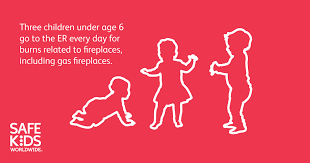 Three children under age 6
go to the ER every day for
burns related to fireplaces,
including gas fireplaces.
SAFE
KIDS
WORLDWIDE.